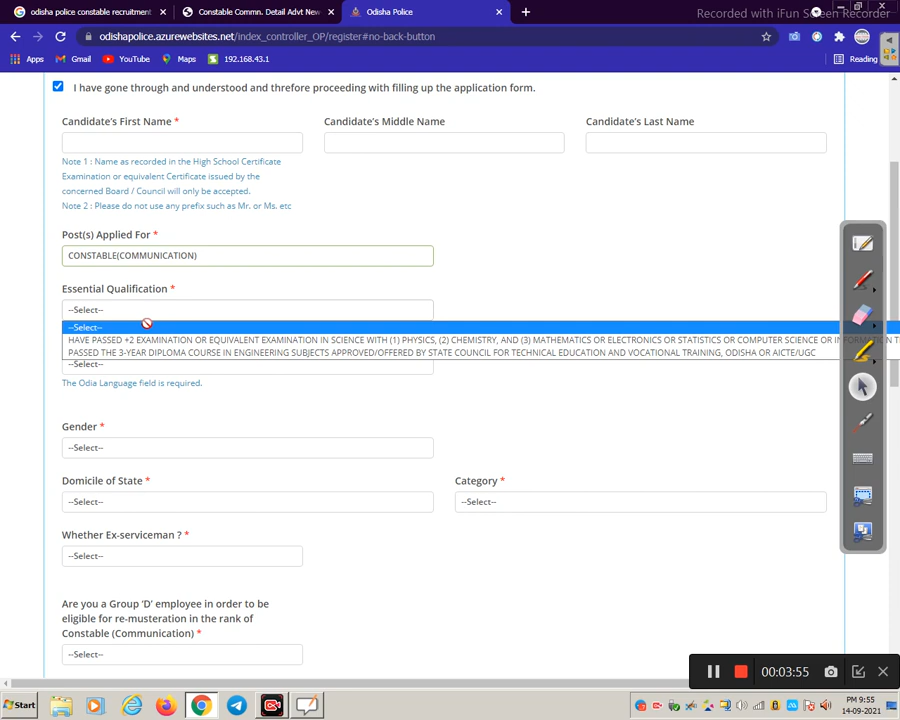 odisha police constable recruitment
Constable Commn. Detail Advt New
Odisha Police
Recorded with iFun Screen Recorder
odishapolice.azurewebsites.net/index_controller_OP/register#no-back-button
Apps
Gmail
YouTube
Maps
192.168.43.1
Reading
I have gone through and understood and threfore proceeding with filling up the application form.
Candidate's First Name *
Candidate's Middle Name
Candidate's Last Name
Note 1 : Name as recorded in the High School Certificate
Examination or equivalent Certificate issued by the
concerned Board / Council will only be accepted.
Note 2 : Please do not use any prefix such as Mr. or Ms. etc
Post(s) Applied For *
CONSTABLE(COMMUNICATION)
Essential Qualification *
--Select--
--Select--
HAVE PASSED +2 EXAMINATION OR EQUIVALENT EXAMINATION IN SCIENCE WITH (1) PHYSICS, (2) CHEMISTRY, AND (3) MATHEMATICS OR ELECTRONICS OR STATISTICS OR COMPUTER SCIENCE OR
PASSED THE 3-YEAR DIPLOMA COURSE IN ENGINEERING SUBJECTS APPROVED/OFFERED BY STATE COUNCIL FOR TECHNICAL EDUCATION AND VOCATIONAL TRAINING, ODISHA OR AICTE/UGC
--Select--
The Odia Language field is required.
Gender *
--Select--
Domicile of State *
Category *
--Select--
--Select--
Whether Ex-serviceman ? *
--Select--
Are you a Group 'D' employee in order to be
eligible for re-musteration in the rank of
Constable (Communication) *
--Select--
00:03:55
Start
PM 9:55
14-09-2021